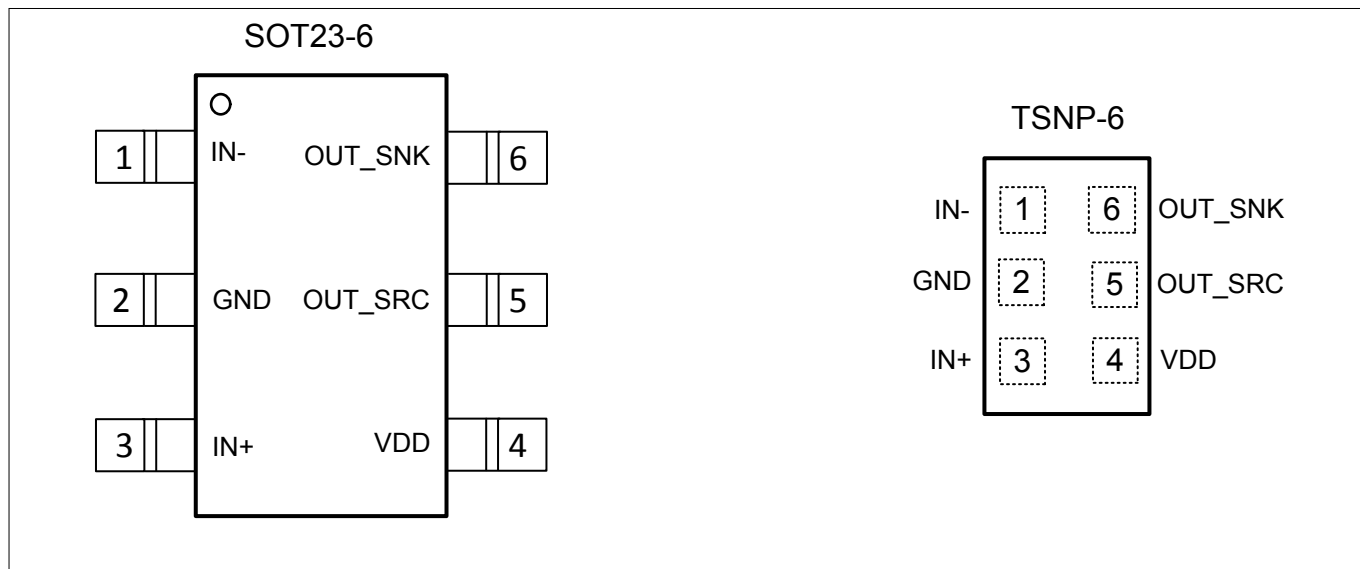 SOT23-6
1 IN- OUT_SNK 6
2 GND OUT_SRC 5
3 IN+ VDD 4
TSNP-6
IN- 1 6 OUT_SNK
GND 2 5 OUT_SRC
IN+ 3 4 VDD